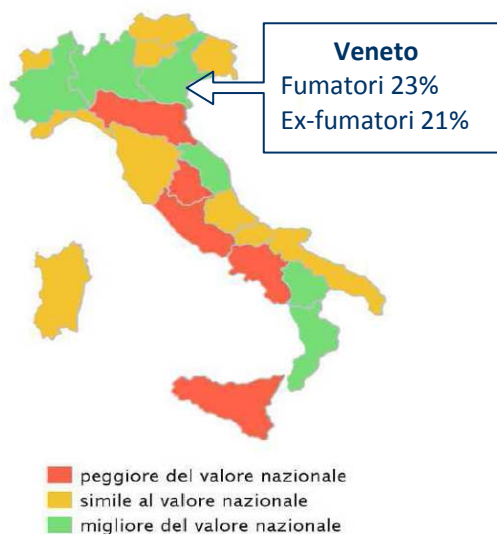 Veneto
Fumatori 23%
Ex-fumatori 21%
peggiore del valore nazionale
simile al valore nazionale
migliore del valore nazionale